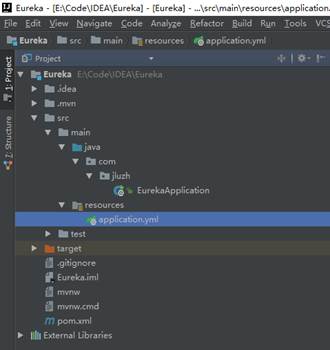 Eureka - [E:\Code\IDEA\Eureka] - [Eureka] - ...\src\main\resources\application.
File Edit View Navigate Code Analyze Refactor Build Run Tools VCS
Eureka src main resources application.yml
Project
1: Project
7: Structure
Eureka E:\Code\IDEA\Eureka
.idea
.mvn
src
main
java
com
jluzh
EurekaApplication
resources
application.yml
test
target
.gitignore
Eureka.iml
mvnw
mvnw.cmd
pom.xml
External Libraries